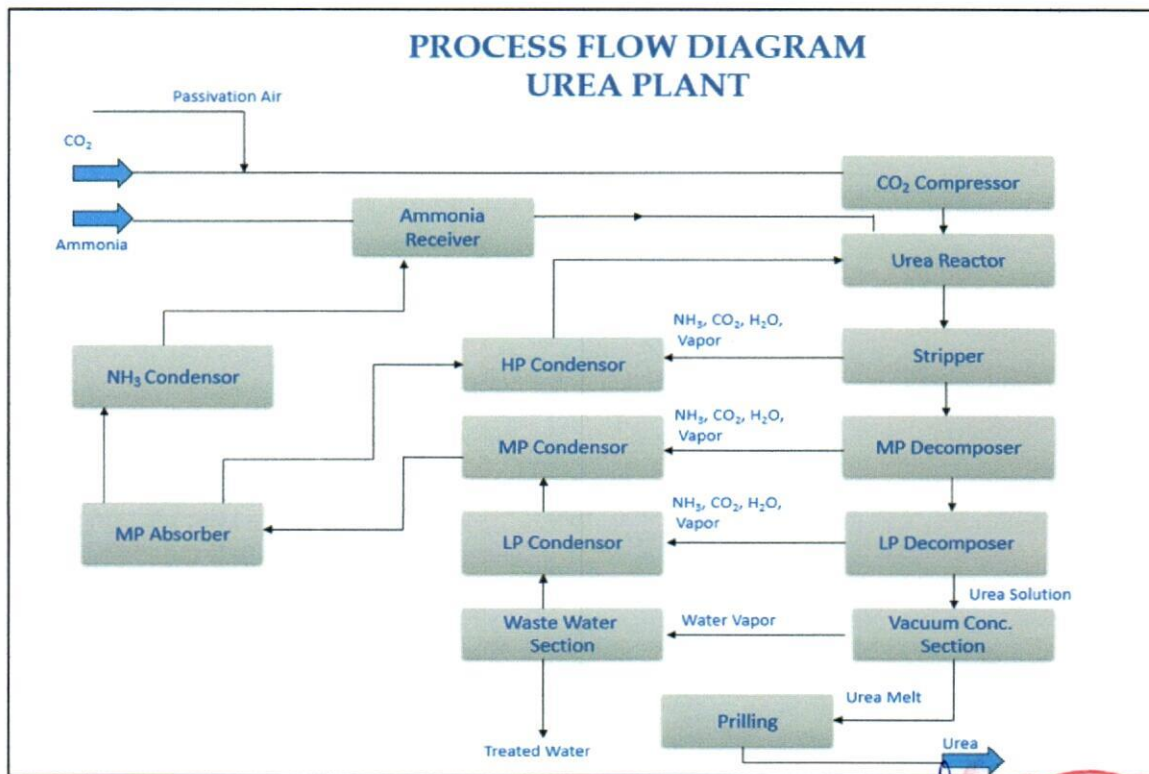 PROCESS FLOW DIAGRAM
UREA PLANT
Passivation Air
CO₂
CO₂ Compressor
Ammonia
Ammonia
Receiver
Urea Reactor
NH₃, CO₂, H₂O,
Vapor
NH₃ Condensor
HP Condensor
Stripper
NH₃, CO₂, H₂O,
Vapor
MP Condensor
MP Decomposer
NH₃, CO₂, H₂O,
Vapor
MP Absorber
LP Condensor
LP Decomposer
Urea Solution
Waste Water
Section
Water Vapor
Vacuum Conc.
Section
Urea Melt
Prilling
Treated Water
Urea